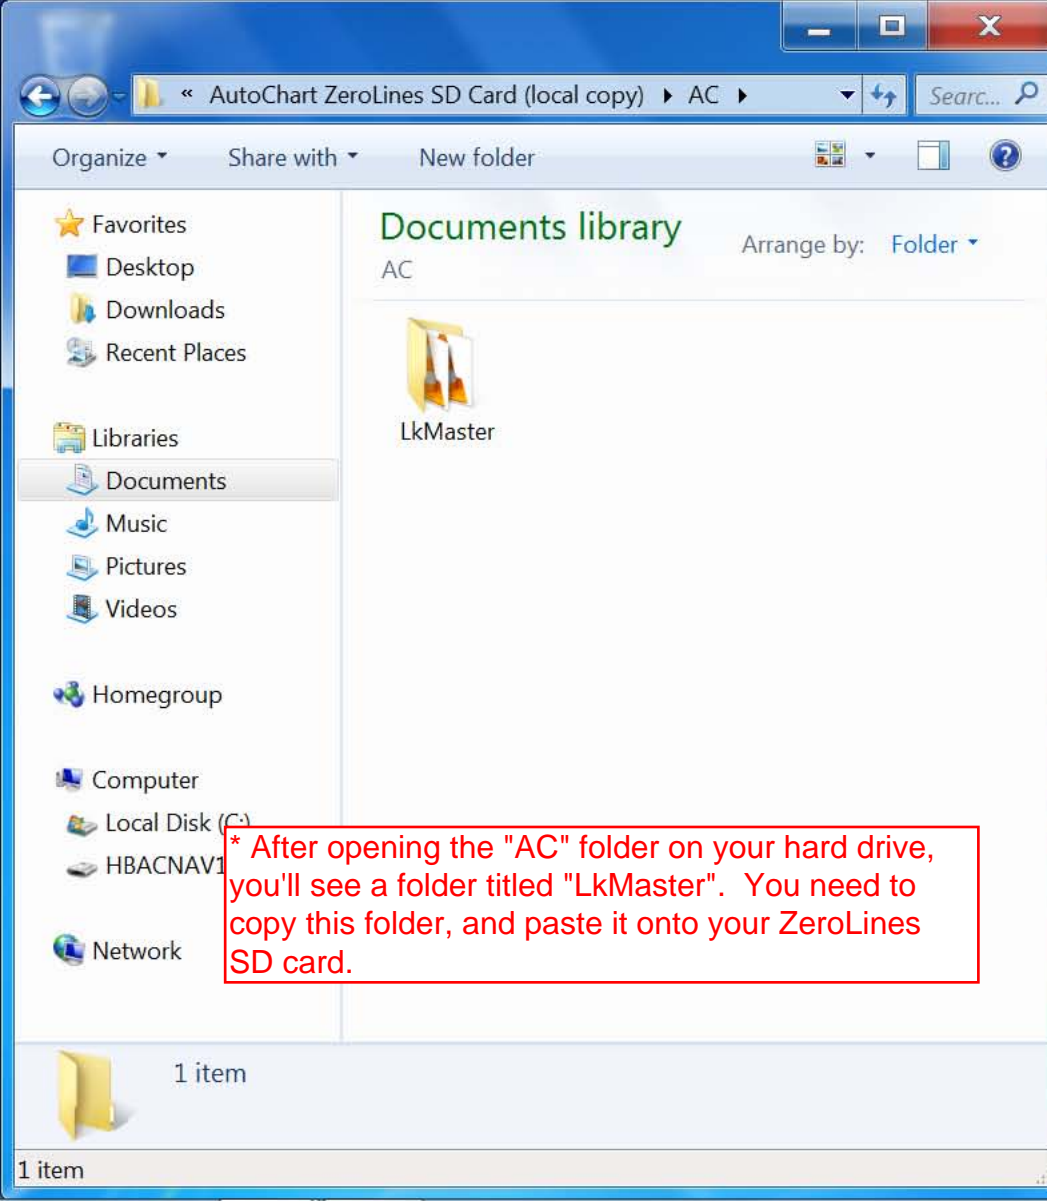 « AutoChart ZeroLines SD Card (local copy) ▸ AC ▸
Searc...
Organize
Share with
New folder
Favorites
Desktop
Downloads
Recent Places
Libraries
Documents
Music
Pictures
Videos
Homegroup
Computer
Local Disk (C:)
HBACNAV1
Network
Documents library
AC
Arrange by: Folder
LkMaster
* After opening the "AC" folder on your hard drive,
you'll see a folder titled "LkMaster". You need to
copy this folder, and paste it onto your ZeroLines
SD card.
1 item
1 item